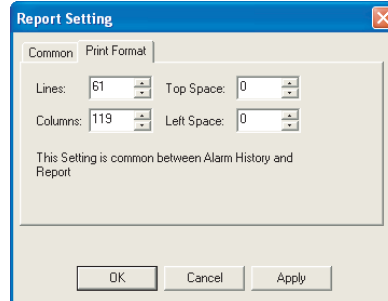 Report Setting
Common Print Format
Lines: 61 Top Space: 0
Columns: 119 Left Space: 0
This Setting is common between Alarm History and
Report
OK Cancel Apply